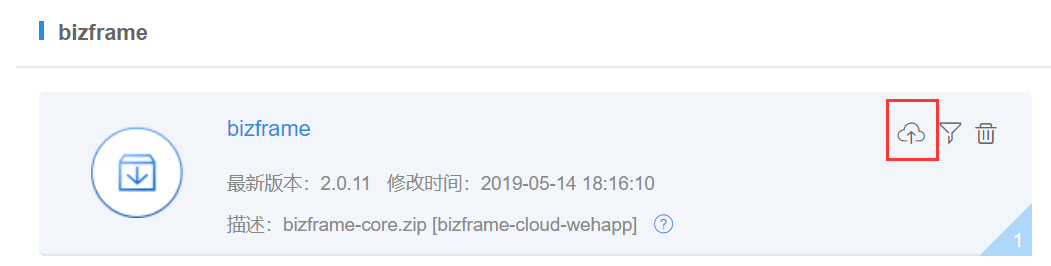 bizframe
bizframe
最新版本：2.0.11 修改时间：2019-05-14 18:16:10
描述：bizframe-core.zip [bizframe-cloud-wehapp] ?
1